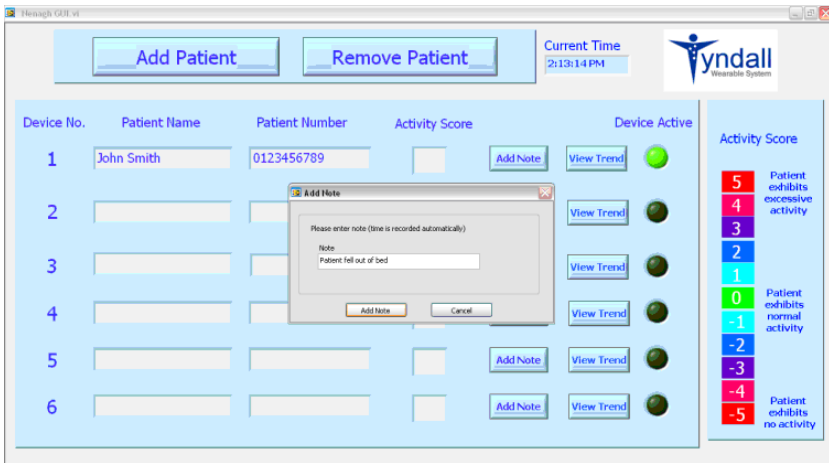 Nenagh GUI.vi
Add Patient
Remove Patient
Current Time
2:13:14 PM
Tyndall
Wearable System
Device No.
Patient Name
Patient Number
Activity Score
Device Active
1
John Smith
0123456789
Add Note
View Trend
Add Note
Please enter note (time is recorded automatically)
Note
Patient fell out of bed
Add Note
Cancel
2
View Trend
3
View Trend
4
View Trend
5
Add Note
View Trend
6
Add Note
View Trend
Activity Score
5
4
3
2
1
0
-1
-2
-3
-4
-5
Patient
exhibits
excessive
activity
Patient
exhibits
normal
activity
Patient
exhibits
no activity